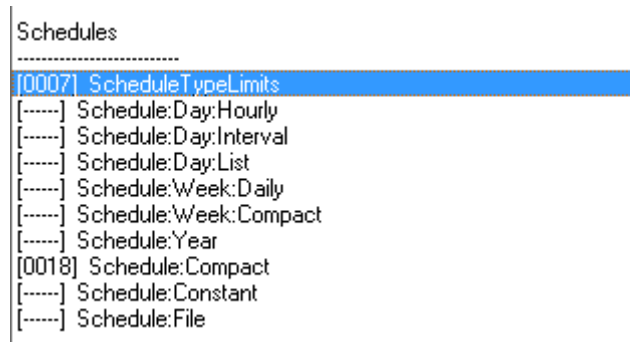 Schedules
---------------------------
[0007] ScheduleTypeLimits
[------] Schedule:Day:Hourly
[------] Schedule:Day:Interval
[------] Schedule:Day:List
[------] Schedule:Week:Daily
[------] Schedule:Week:Compact
[------] Schedule:Year
[0018] Schedule:Compact
[------] Schedule:Constant
[------] Schedule:File